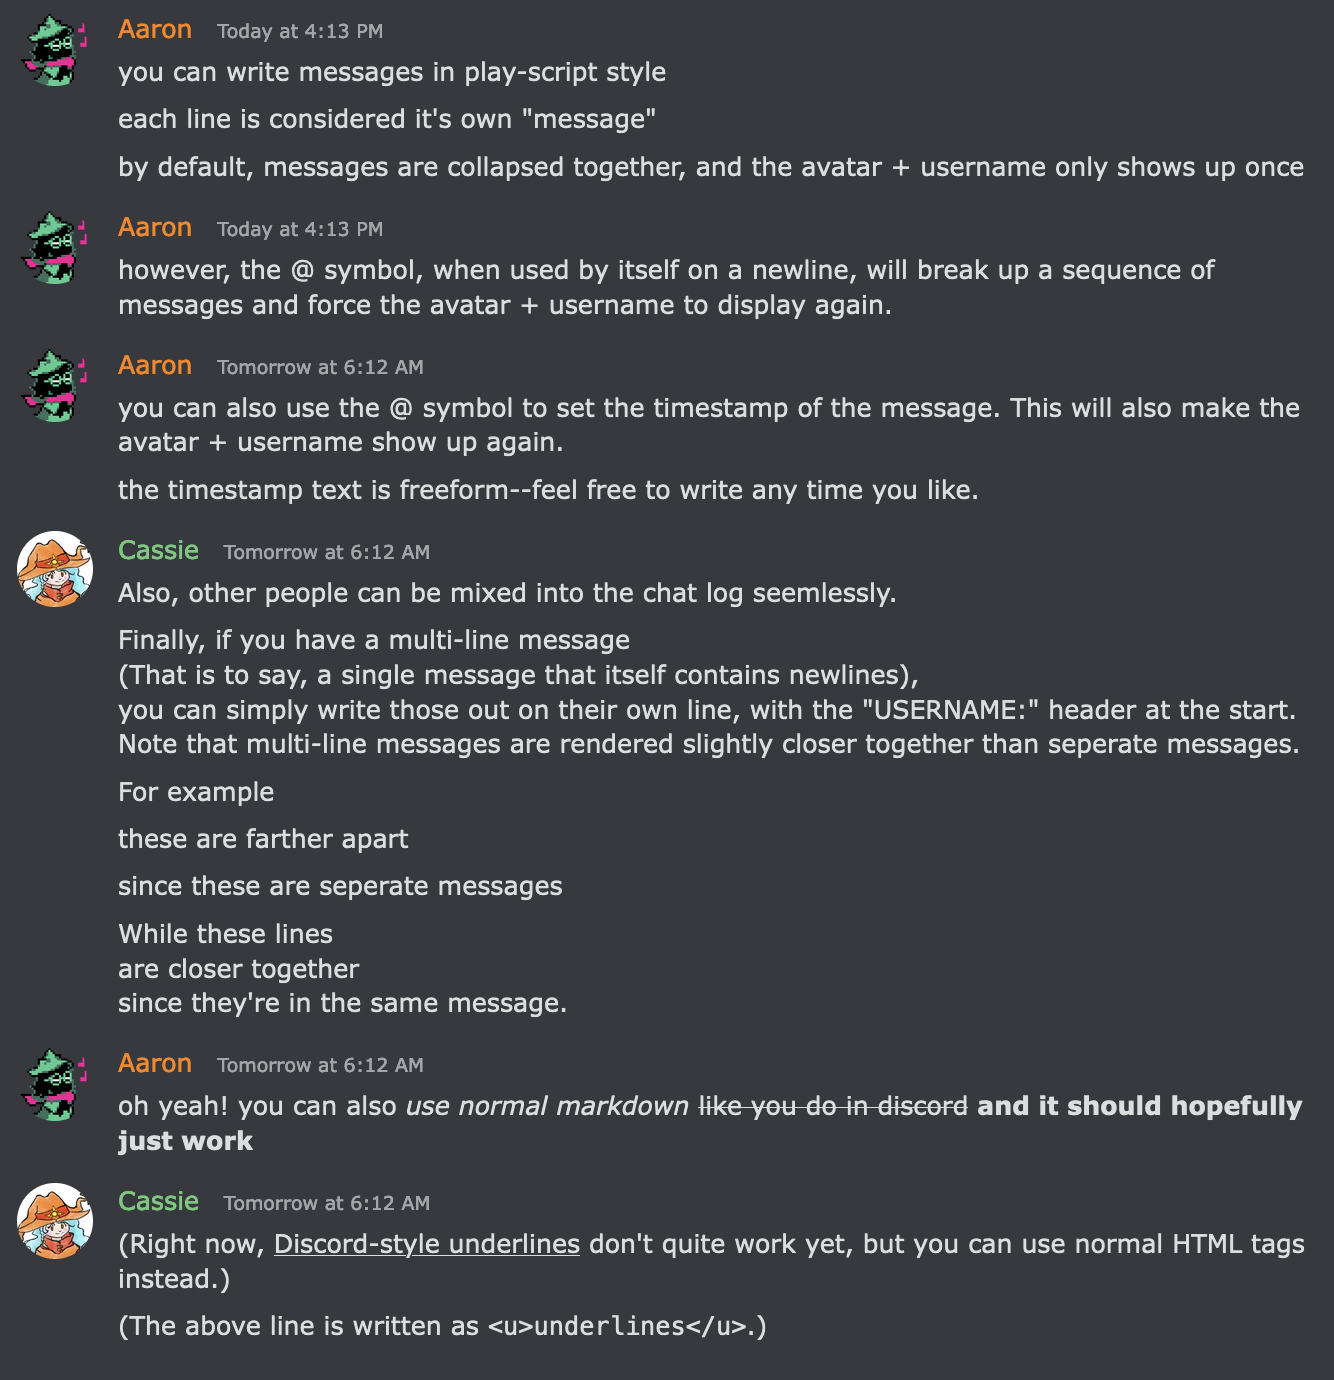 Aaron Today at 4:13 PM
you can write messages in play-script style
each line is considered it's own "message"
by default, messages are collapsed together, and the avatar + username only shows up once
Aaron Today at 4:13 PM
however, the @ symbol, when used by itself on a newline, will break up a sequence of
messages and force the avatar + username to display again.
Aaron Tomorrow at 6:12 AM
you can also use the @ symbol to set the timestamp of the message. This will also make the
avatar + username show up again.
the timestamp text is freeform--feel free to write any time you like.
Cassie Tomorrow at 6:12 AM
Also, other people can be mixed into the chat log seemlessly.
Finally, if you have a multi-line message
(That is to say, a single message that itself contains newlines),
you can simply write those out on their own line, with the "USERNAME:" header at the start.
Note that multi-line messages are rendered slightly closer together than seperate messages.
For example
these are farther apart
since these are seperate messages
While these lines
are closer together
since they're in the same message.
Aaron Tomorrow at 6:12 AM
oh yeah! you can also use normal markdown like you do in discord and it should hopefully
just work
Cassie Tomorrow at 6:12 AM
(Right now, Discord-style underlines don't quite work yet, but you can use normal HTML tags
instead.)
(The above line is written as <u>underlines</u>.)